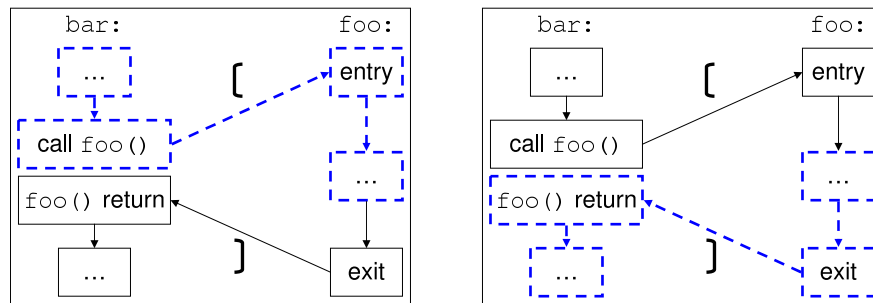 bar: foo: bar: foo:
... [ entry ... [ entry
call foo() call foo()
... ...
foo() return foo() return
... ] exit ... ] exit